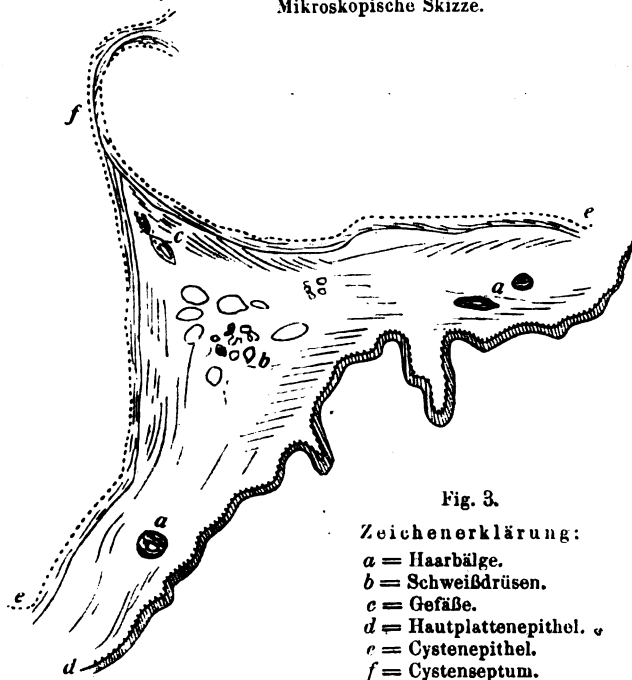 Mikroskopische Skizze.
f
e
c
a
b
a
e
d
Fig. 3.
Zeichenerklärung:
a = Haarbälge.
b = Schweißdrüsen.
c = Gefäße.
d = Hautplattenepithel.
e = Cystenepithel.
f = Cystenseptum.